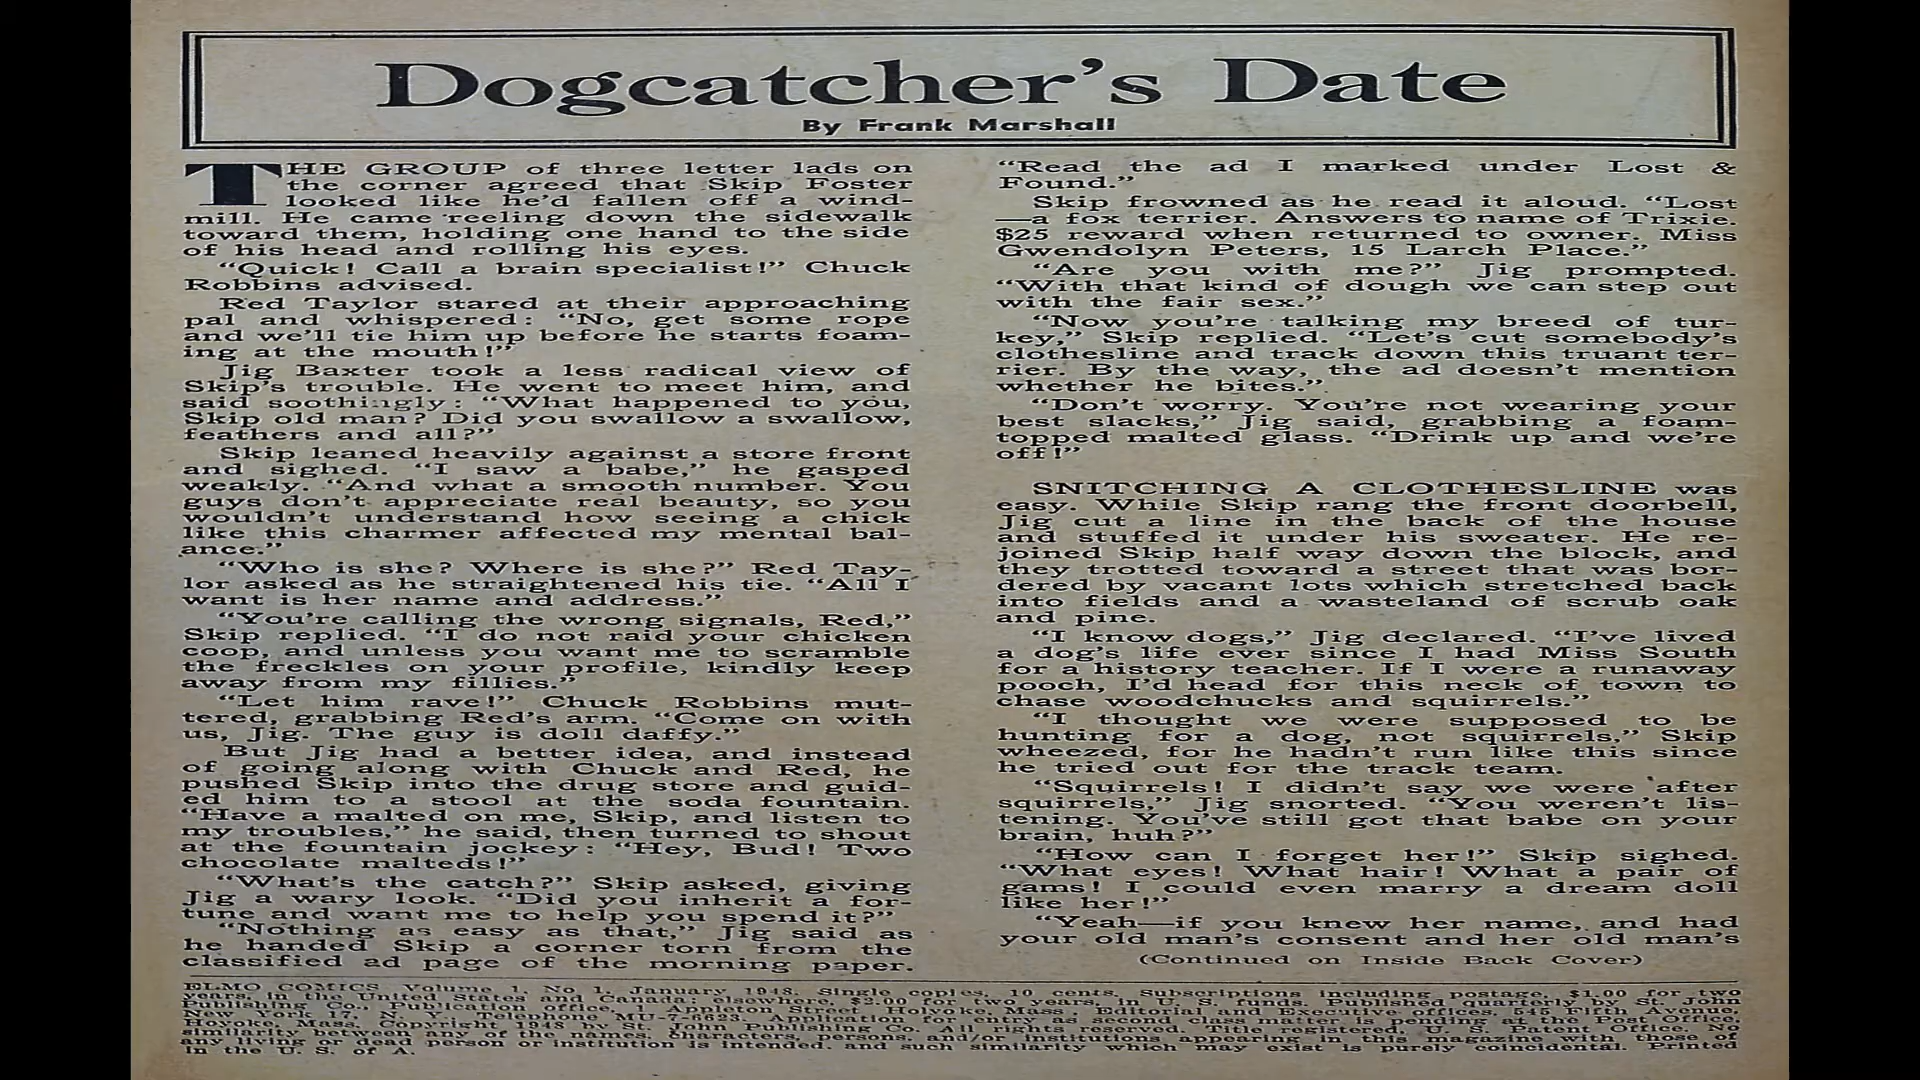 Dogcatcher's Date
By Frank Marshall
THE GROUP of three letter lads on
the corner agreed that Skip Foster
looked like he'd fallen off a wind-
mill. He came reeling down the sidewalk
toward them, holding one hand to the side
of his head and rolling his eyes.
"Quick! Call a brain specialist!" Chuck
Robbins advised.
Red Taylor stared at their approaching
pal and whispered: "No, get some rope
and we'll tie him up before he starts foam-
ing at the mouth!"
Jig Baxter took a less radical view of
Skip's trouble. He went to meet him, and
said soothingly: "What happened to you,
Skip old man? Did you swallow a swallow,
feathers and all?"
Skip leaned heavily against a store front
and sighed. "I saw a babe," he gasped
weakly. "And what a smooth number. You
guys don't appreciate real beauty, so you
wouldn't understand how seeing a chick
like this charmer affected my mental bal-
ance."
"Who is she? Where is she?" Red Tay-
lor asked as he straightened his tie. "All I
want is her name and address."
"You're calling the wrong signals, Red,"
Skip replied. "I do not raid your chicken
coop, and unless you want me to scramble
the freckles on your profile, kindly keep
away from my fillies."
"Let him rave!" Chuck Robbins mut-
tered, grabbing Red's arm. "Come on with
us, Jig. The guy is doll daffy."
But Jig had a better idea, and instead
of going along with Chuck and Red, he
pushed Skip into the drug store and guid-
ed him to a stool at the soda fountain.
"Have a malted on me, Skip, and listen to
my troubles," he said, then turned to shout
at the fountain jockey: "Hey, Bud! Two
chocolate malteds!"
"What's the catch?" Skip asked, giving
Jig a wary look. "Did you inherit a for-
tune and want me to help you spend it?"
"Nothing as easy as that," Jig said as
he handed Skip a corner torn from the
classified ad page of the morning paper.
"Read the ad I marked under Lost &
Found."
Skip frowned as he read it aloud. "Lost
—a fox terrier. Answers to name of Trixie.
$25 reward when returned to owner. Miss
Gwendolyn Peters, 15 Larch Place."
"Are you with me?" Jig prompted.
"With that kind of dough we can step out
with the fair sex."
"Now you're talking my breed of tur-
key," Skip replied. "Let's cut somebody's
clothesline and track down this truant ter-
rier. By the way, the ad doesn't mention
whether he bites."
"Don't worry. You're not wearing your
best slacks," Jig said, grabbing a foam-
topped malted glass. "Drink up and we're
off!"
SNITCHING A CLOTHESLINE was
easy. While Skip rang the front doorbell,
Jig cut a line in the back of the house
and stuffed it under his sweater. He re-
joined Skip half way down the block, and
they trotted toward a street that was bor-
dered by vacant lots which stretched back
into fields and a wasteland of scrub oak
and pine.
"I know dogs," Jig declared. "I've lived
a dog's life ever since I had Miss South
for a history teacher. If I were a runaway
pooch, I'd head for this neck of town to
chase woodchucks and squirrels."
"I thought we were supposed to be
hunting for a dog, not squirrels," Skip
wheezed, for he hadn't run like this since
he tried out for the track team.
"Squirrels! I didn't say we were after
squirrels," Jig snorted. "You weren't lis-
tening. You've still got that babe on your
brain, huh?"
"How can I forget her!" Skip sighed.
"What eyes! What hair! What a pair of
gams! I could even marry a dream doll
like her!"
"Yeah—if you knew her name, and had
your old man's consent and her old man's
(Continued on Inside Back Cover)
ELMO COMICS Volume 1, No 1, January 1948. Single copies, 10 cents. Subscriptions including postage, $1.00 for two
years, in the United States and Canada; elsewhere, $2.00 for two years, in U. S. funds. Published quarterly by St. John
Publishing Co. Publication office, 1 Appleton Street, Holyoke, Mass. Editorial and Executive offices, 545 Fifth Avenue,
New York 17, N. Y. Telephone MU-7-6623. Application for entry as second class matter is pending at the Post Office,
Hoyoke, Mass. Copyright 1948 by St. John Publishing Co. All rights reserved. Title registered, U. S. Patent Office. No
similarity between any of the names, characters, persons, and/or institutions appearing in this magazine with those of
any living or dead person or institution is intended, and such similarity which may exist is purely coincidental. Printed
in the U. S. of A.